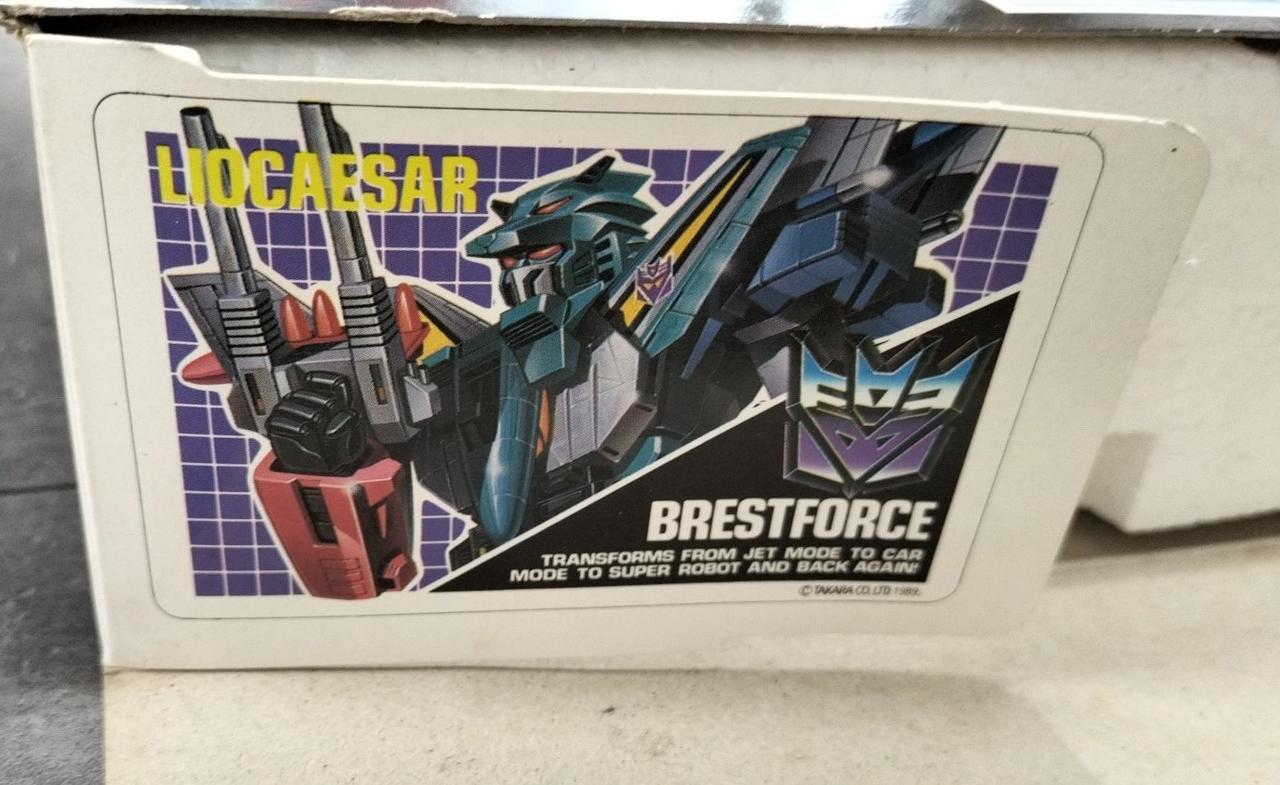 LIOCAESAR
BRESTFORCE
TRANSFORMS FROM JET MODE TO CAR
MODE TO SUPER ROBOT AND BACK AGAIN!
© TAKARA CO., LTD. 1989.